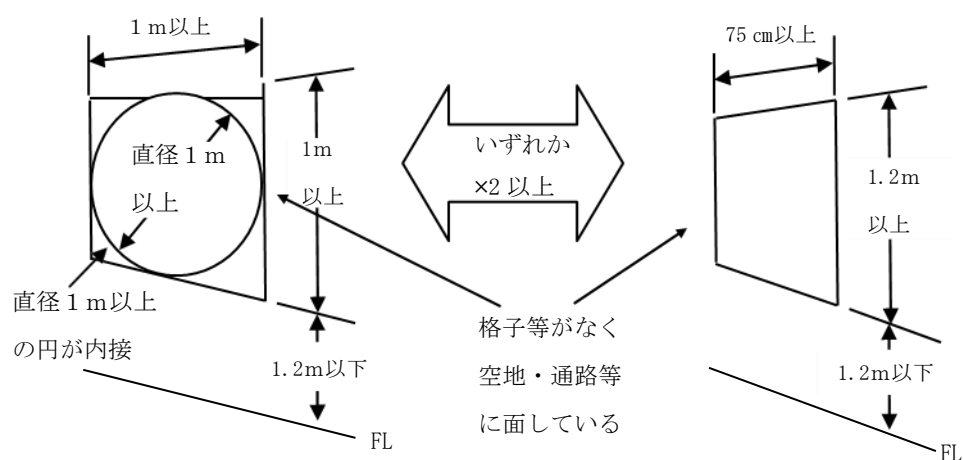 １ｍ以上
直径１ｍ
以上
1m
以上
直径１ｍ以上
の円が内接
1.2m以下
FL
いずれか
×2 以上
格子等がなく
空地・通路等
に面している
75 ㎝以上
1.2m
以上
1.2m以下
FL